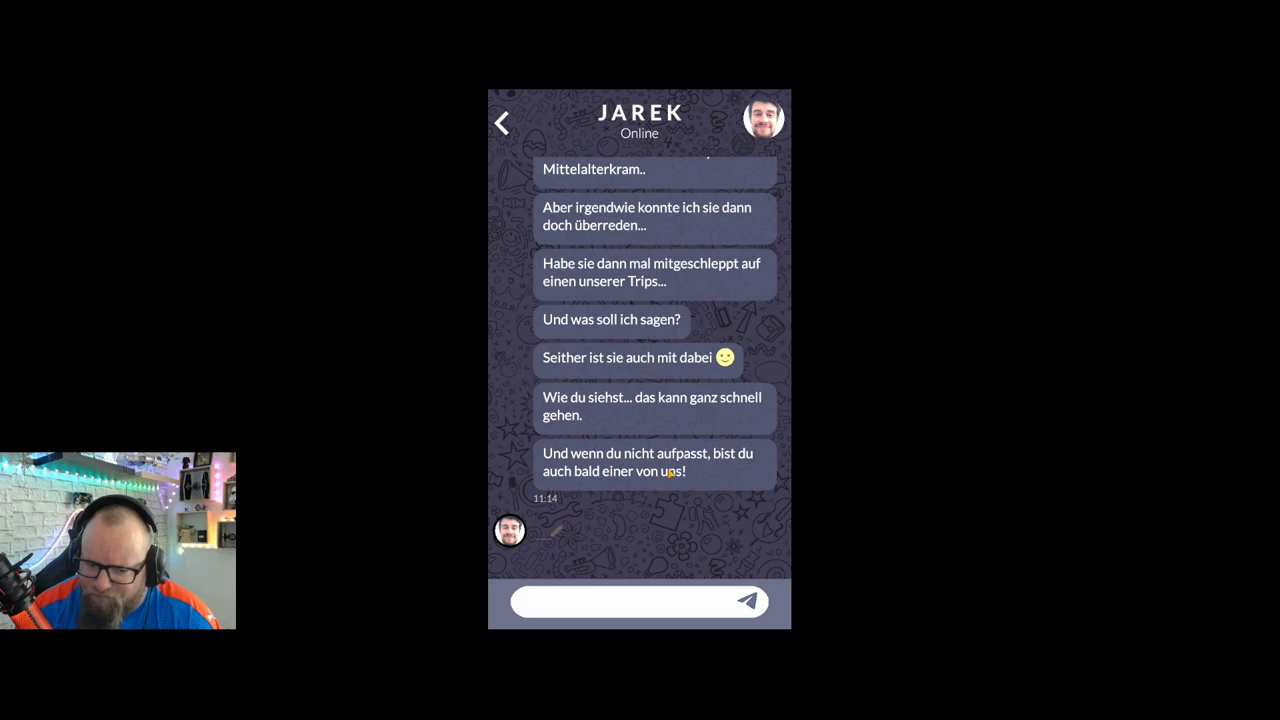 JAREK
Online
Mittelalterkram..
Aber irgendwie konnte ich sie dann
doch überreden...
Habe sie dann mal mitgeschleppt auf
einen unserer Trips...
Und was soll ich sagen?
Seither ist sie auch mit dabei 🙂
Wie du siehst... das kann ganz schnell
gehen.
Und wenn du nicht aufpasst, bist du
auch bald einer von uns!
11:14